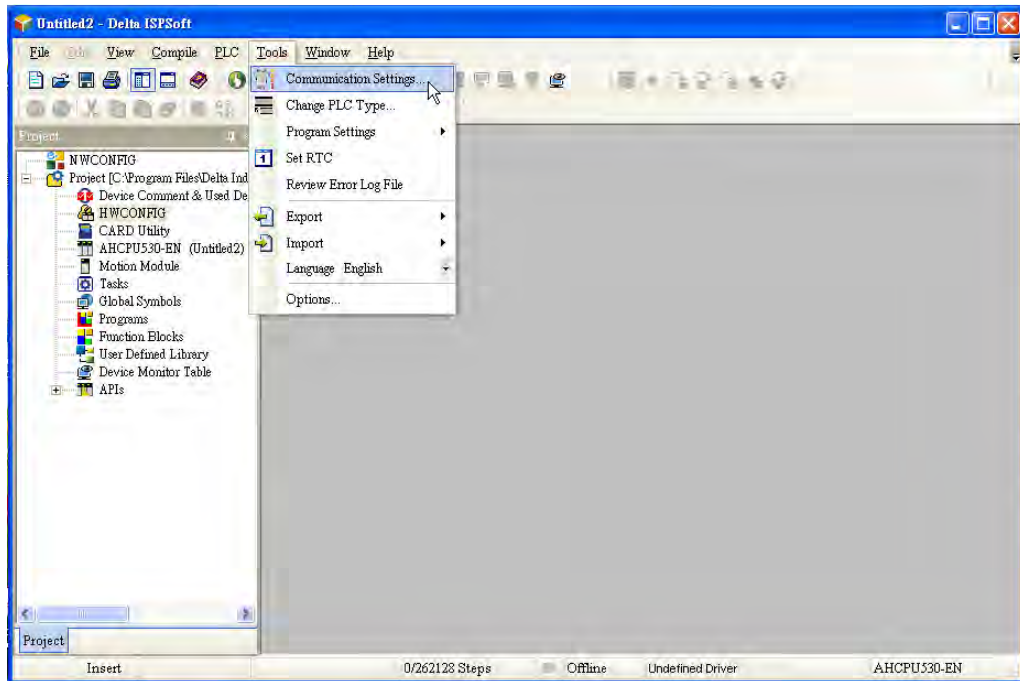 Untitled2 - Delta ISPSoft
File Edit View Compile PLC Tools Window Help
Communication Settings...
Change PLC Type...
Program Settings
Set RTC
Review Error Log File
Export
Import
Language English
Options...
Project
NWCONFIG
Project [C:\Program Files\Delta Ind
Device Comment & Used De
HWCONFIG
CARD Utility
AHCPU530-EN (Untitled2)
Motion Module
Tasks
Global Symbols
Programs
Function Blocks
User Defined Library
Device Monitor Table
APIs
Project
Insert 0/262128 Steps Offline Undefined Driver AHCPU530-EN